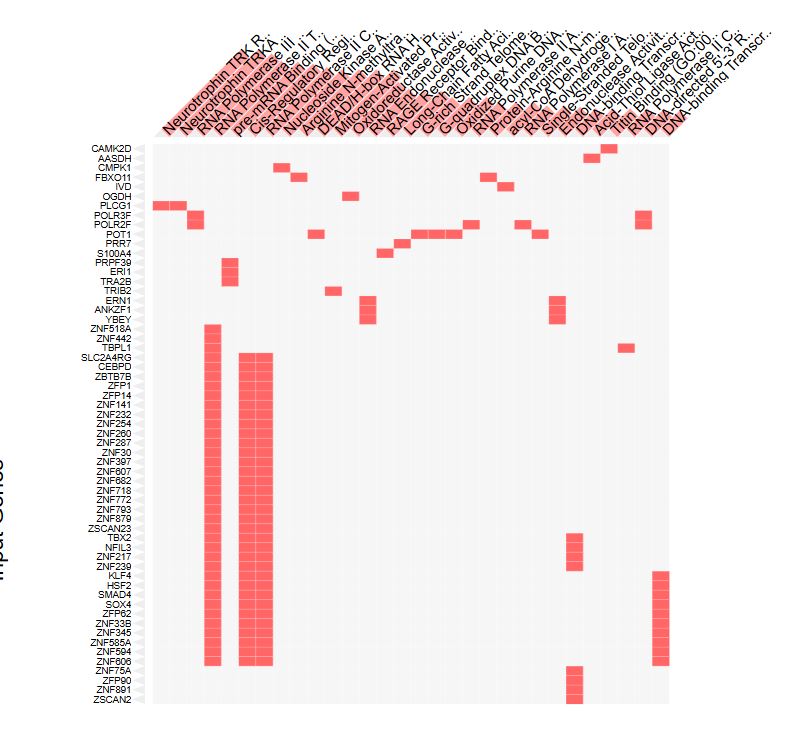 Neurotrophin TRK R...
Neurotrophin TRKA...
RNA Polymerase III
RNA Polymerase II T...
pre-mRNA Binding (...
Cis-Regulatory Regi...
RNA Polymerase II C...
Nucleoside Kinase A...
Arginine N-methyltra...
DEAD/H-box RNA H...
Mitogen-Activated Pr...
Oxidoreductase Activ...
RNA Endonuclease...
RAGE Receptor Bind...
Long-Chain Fatty Aci...
G-rich Strand Telome...
G-quadruplex DNA B...
Oxidized Purine DNA...
RNA Polymerase II A...
Protein-Arginine N-m...
acyl-CoA Dehydroge...
RNA Polymerase I A...
Single-Stranded Telo...
Endonuclease Activit...
DNA-binding Transcr...
Acid-Thiol Ligase Act...
Titin Binding (GO:00...
RNA Polymerase II C...
DNA-directed 5'-3' R...
DNA-binding Transcr...
CAMK2D
AASDH
CMPK1
FBXO11
IVD
OGDH
PLCG1
POLR3F
POLR2F
POT1
PRR7
S100A4
PRPF39
ERI1
TRA2B
TRIB2
ERN1
ANKZF1
YBEY
ZNF518A
ZNF442
TBPL1
SLC2A4RG
CEBPD
ZBTB7B
ZFP1
ZFP14
ZNF141
ZNF232
ZNF254
ZNF260
ZNF287
ZNF30
ZNF397
ZNF607
ZNF682
ZNF718
ZNF772
ZNF793
ZNF879
ZSCAN23
TBX2
NFIL3
ZNF217
ZNF239
KLF4
HSF2
SMAD4
SOX4
ZFP62
ZNF33B
ZNF345
ZNF585A
ZNF594
ZNF606
ZNF75A
ZFP90
ZNF891
ZSCAN2